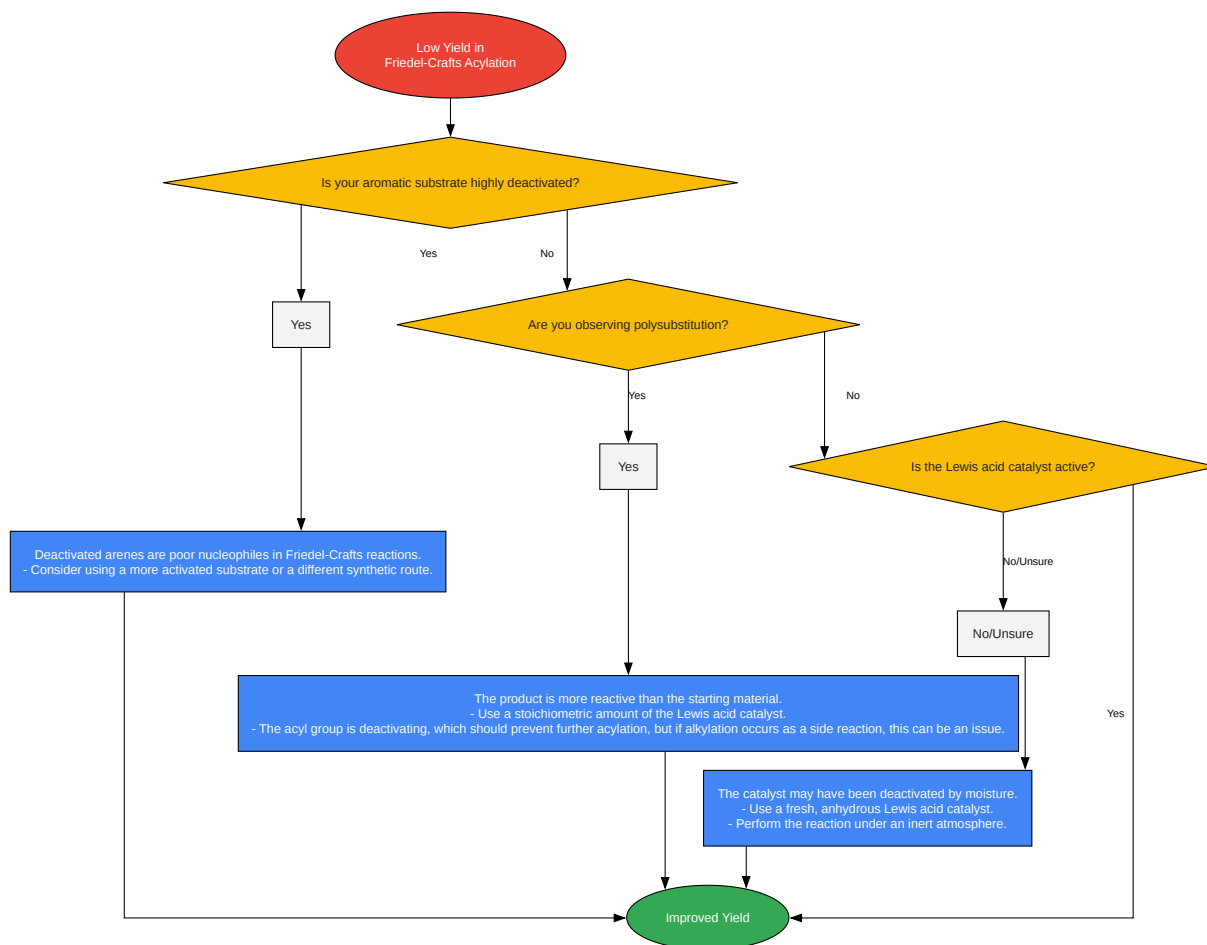 Low Yield in
Friedel-Crafts Acylation
Is your aromatic substrate highly deactivated?
Yes
No
Yes
Are you observing polysubstitution?
Yes
No
Yes
Is the Lewis acid catalyst active?
Deactivated arenes are poor nucleophiles in Friedel-Crafts reactions.
- Consider using a more activated substrate or a different synthetic route.
No/Unsure
No/Unsure
The product is more reactive than the starting material.
- Use a stoichiometric amount of the Lewis acid catalyst.
- The acyl group is deactivating, which should prevent further acylation, but if alkylation occurs as a side reaction, this can be an issue.
Yes
The catalyst may have been deactivated by moisture.
- Use a fresh, anhydrous Lewis acid catalyst.
- Perform the reaction under an inert atmosphere.
Improved Yield